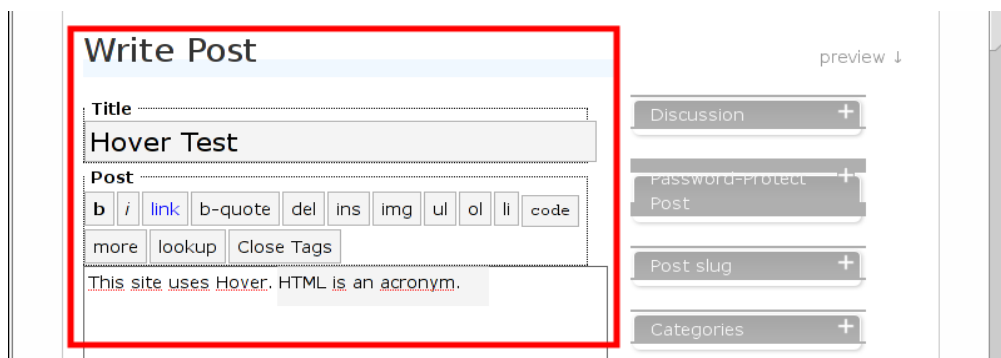 Write Post
preview ↓
Title
Hover Test
Post
b i link b-quote del ins img ul ol li code
more lookup Close Tags
This site uses Hover. HTML is an acronym.
Discussion +
Password-Protect +
Post
Post slug +
Categories +